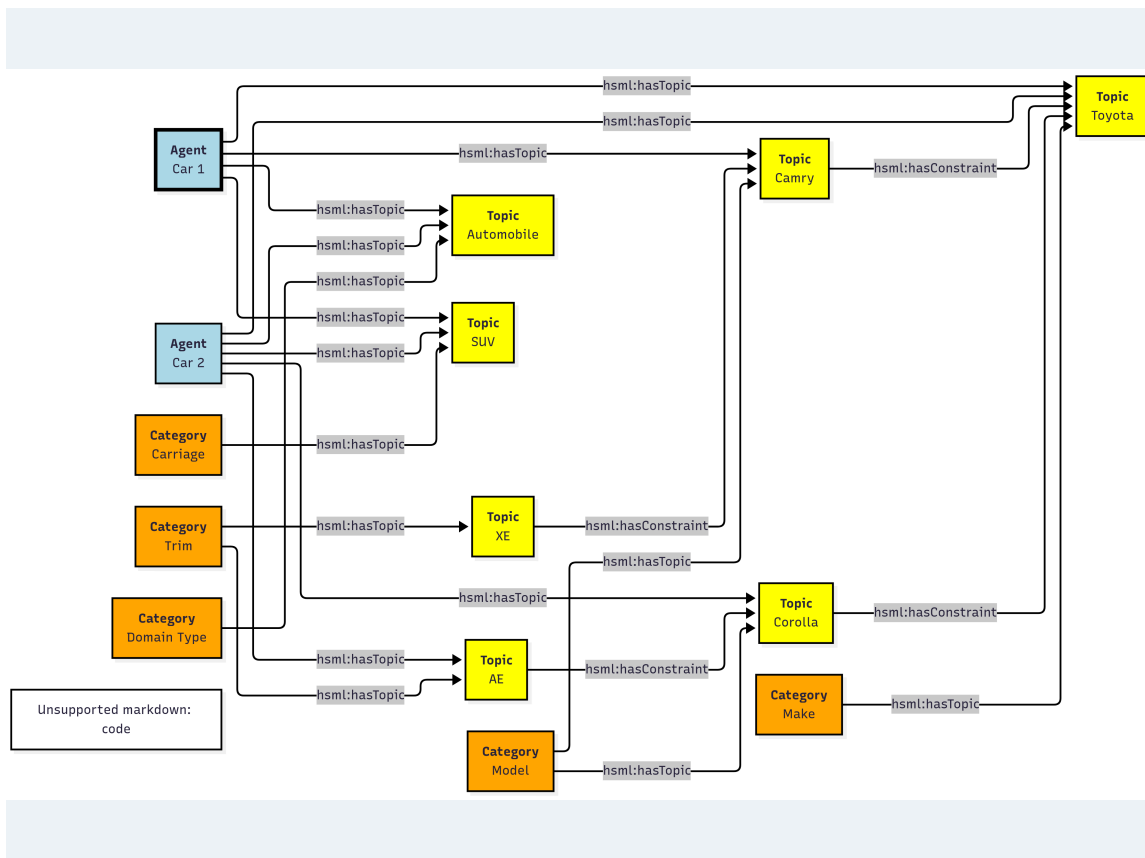 hsml:hasTopic
Topic
Toyota
hsml:hasTopic
Agent
Car 1
hsml:hasTopic
Topic
Camry
hsml:hasConstraint
hsml:hasTopic
Topic
Automobile
hsml:hasTopic
hsml:hasTopic
hsml:hasTopic
Topic
SUV
Agent
Car 2
hsml:hasTopic
Category
Carriage
hsml:hasTopic
Category
Trim
hsml:hasTopic
Topic
XE
hsml:hasConstraint
hsml:hasTopic
hsml:hasTopic
Topic
Corolla
hsml:hasConstraint
Category
Domain Type
hsml:hasTopic
Topic
AE
hsml:hasConstraint
hsml:hasTopic
Category
Make
hsml:hasTopic
Unsupported markdown:
code
Category
Model
hsml:hasTopic